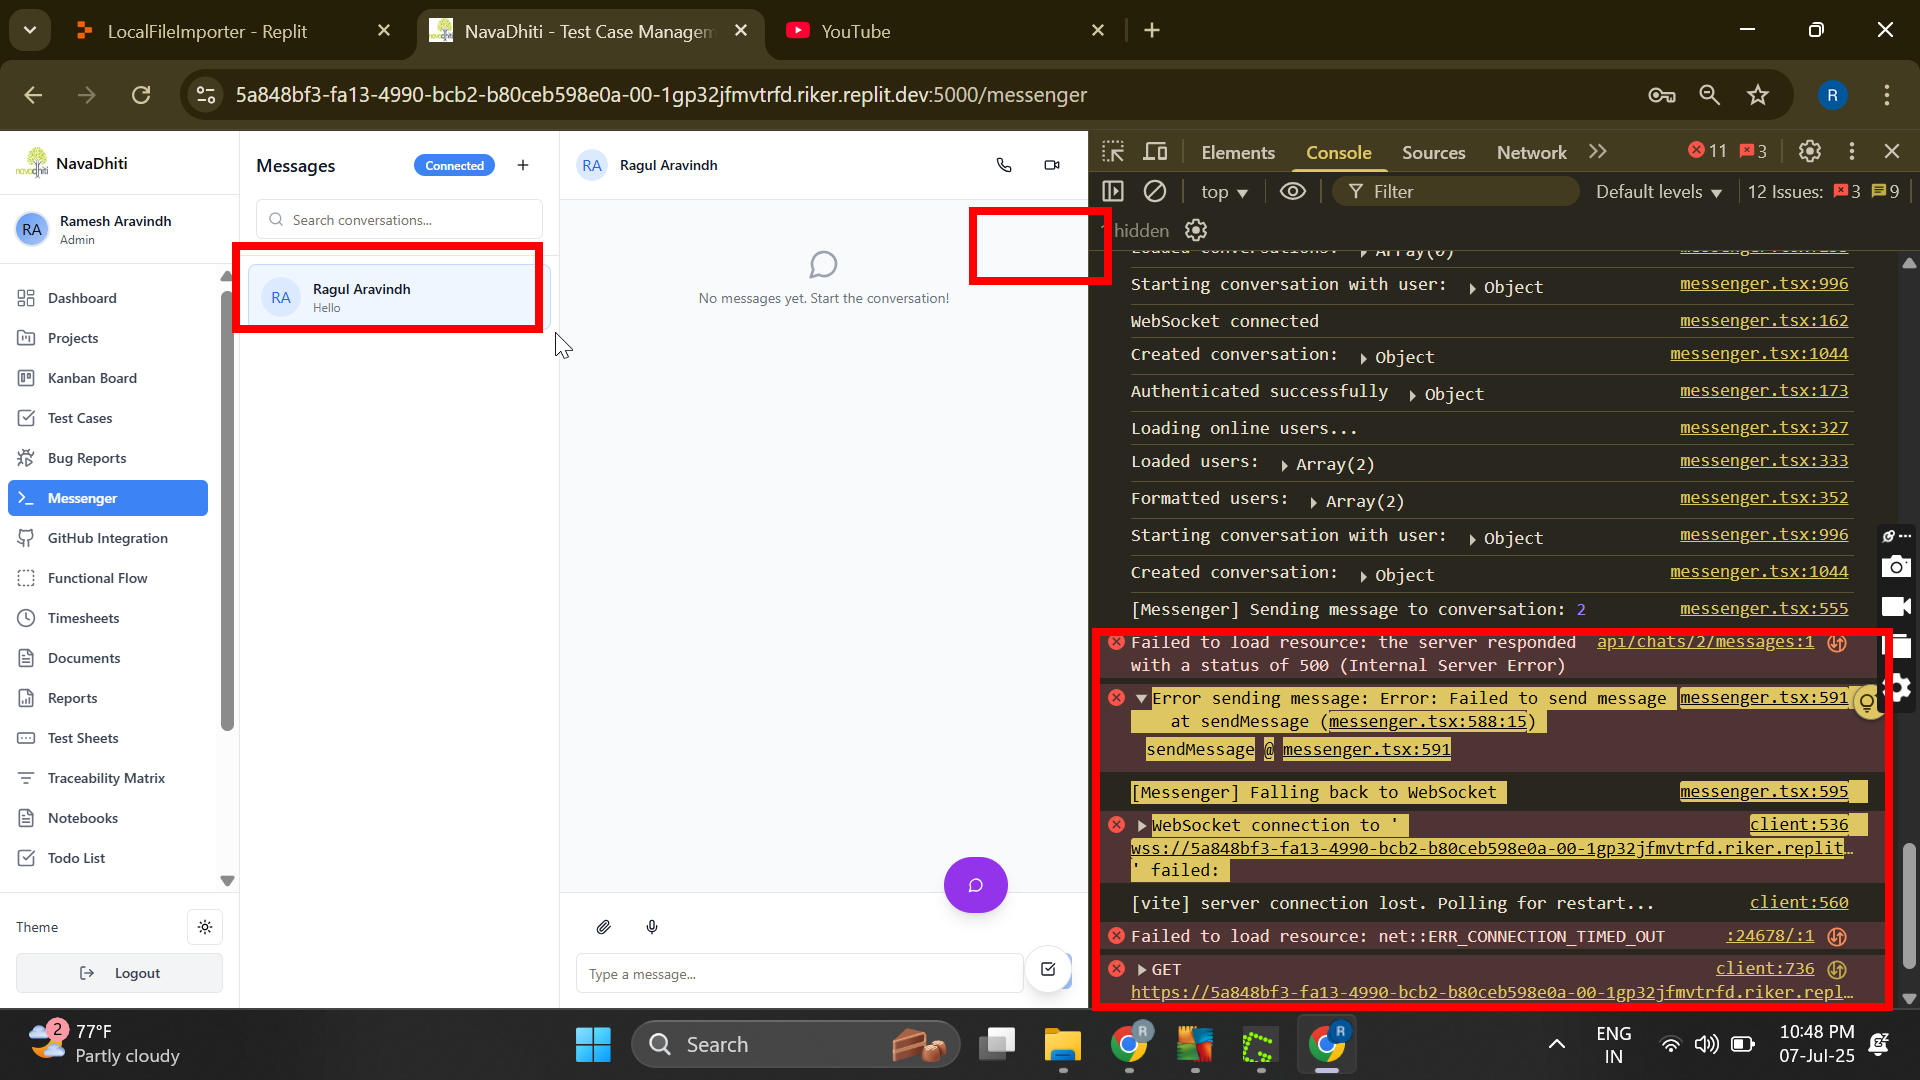 LocalFileImporter - Replit
NavaDhiti - Test Case Managem
YouTube
5a848bf3-fa13-4990-bcb2-b80ceb598e0a-00-1gp32jfmvtrfd.riker.replit.dev:5000/messenger
R
NavaDhiti
RA
Ramesh Aravindh
Admin
Dashboard
Projects
Kanban Board
Test Cases
Bug Reports
Messenger
GitHub Integration
Functional Flow
Timesheets
Documents
Reports
Test Sheets
Traceability Matrix
Notebooks
Todo List
Theme
Logout
Messages
Connected
Search conversations...
RA
Ragul Aravindh
Hello
RA
Ragul Aravindh
No messages yet. Start the conversation!
Type a message...
Elements
Console
Sources
Network
11
3
top
Filter
Default levels
12 Issues:
3
9
hidden
Loaded conversations: Array(0)
Starting conversation with user: Object messenger.tsx:996
WebSocket connected messenger.tsx:162
Created conversation: Object messenger.tsx:1044
Authenticated successfully Object messenger.tsx:173
Loading online users... messenger.tsx:327
Loaded users: Array(2) messenger.tsx:333
Formatted users: Array(2) messenger.tsx:352
Starting conversation with user: Object messenger.tsx:996
Created conversation: Object messenger.tsx:1044
[Messenger] Sending message to conversation: 2 messenger.tsx:555
Failed to load resource: the server responded api/chats/2/messages:1
with a status of 500 (Internal Server Error)
Error sending message: Error: Failed to send message messenger.tsx:591
at sendMessage (messenger.tsx:588:15)
sendMessage @ messenger.tsx:591
[Messenger] Falling back to WebSocket messenger.tsx:595
WebSocket connection to ' client:536
wss://5a848bf3-fa13-4990-bcb2-b80ceb598e0a-00-1gp32jfmvtrfd.riker.replit…
' failed:
[vite] server connection lost. Polling for restart... client:560
Failed to load resource: net::ERR_CONNECTION_TIMED_OUT :24678/:1
GET client:736
https://5a848bf3-fa13-4990-bcb2-b80ceb598e0a-00-1gp32jfmvtrfd.riker.repl…
2
77°F
Partly cloudy
Search
R
R
ENG
IN
10:48 PM
07-Jul-25